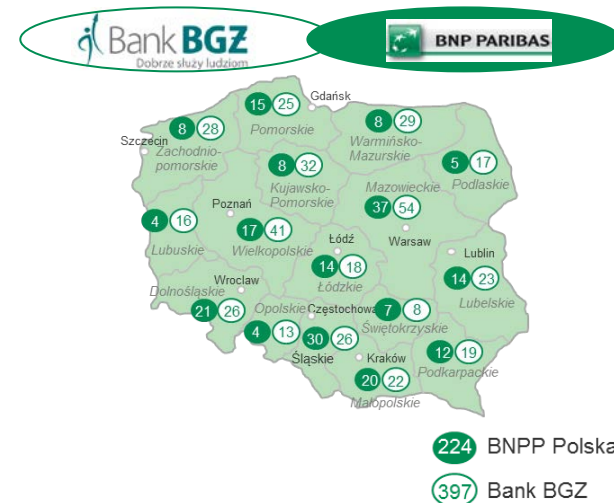 Bank BGŻ
Dobrze służy ludziom
BNP PARIBAS
Gdańsk
15 25
Pomorskie
8 29
Warmińsko-
Mazurskie
8 28
Szczecin
Zachodnio-
pomorskie
8 32
Kujawsko-
Pomorskie
5 17
Podlaskie
Mazowieckie
37 54
Warsaw
Poznań
4 16
Lubuskie
17 41
Wielkopolskie
Łódź
14 18
Łódzkie
Lublin
14 23
Lubelskie
Dolnośląskie
Wroclaw
21 26
Opolskie
4 13
Częstochowa
30 26
Śląskie
7 8
Świętokrzyskie
Kraków
20 22
Małopolskie
12 19
Podkarpackie
224 BNPP Polska
397 Bank BGZ